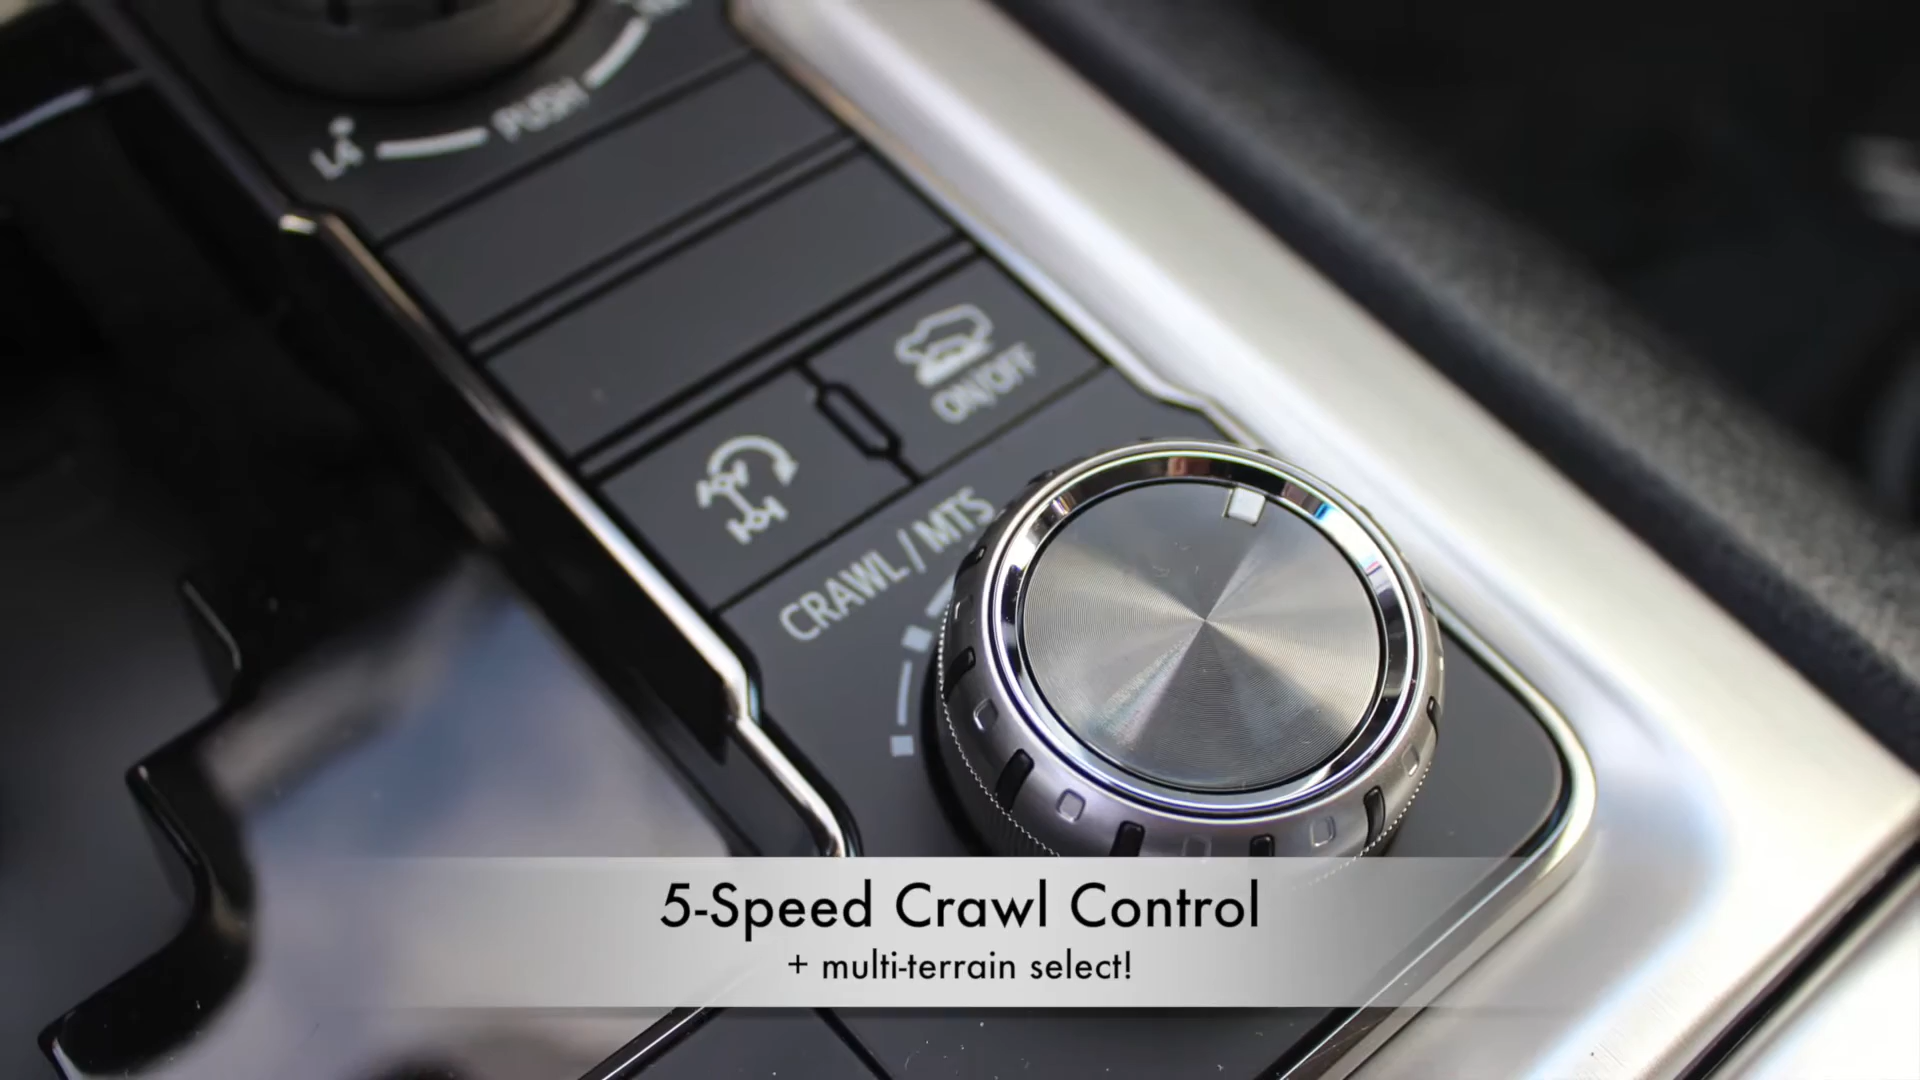 L4
PUSH
ON/OFF
CRAWL / MTS
5-Speed Crawl Control
+ multi-terrain select!